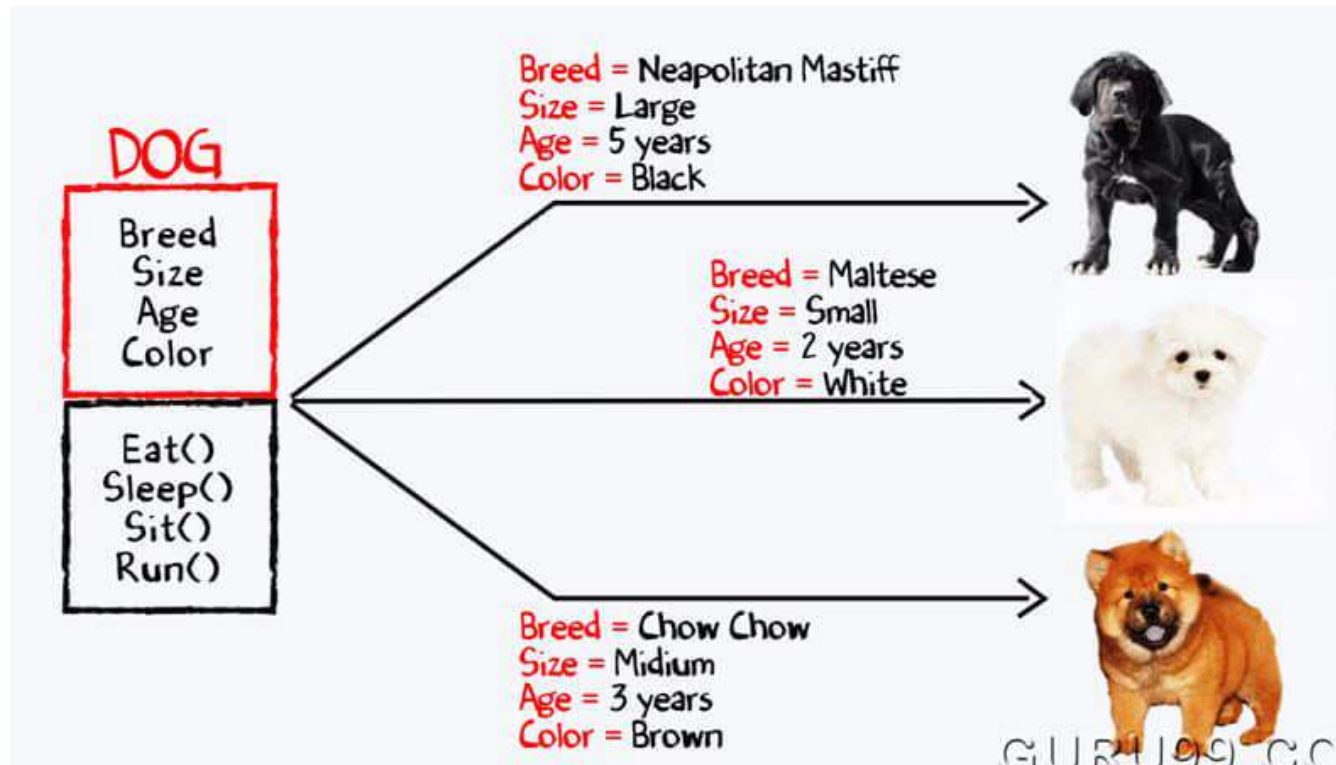 DOG
Breed
Size
Age
Color
Eat()
Sleep()
Sit()
Run()
Breed = Neapolitan Mastiff
Size = Large
Age = 5 years
Color = Black
Breed = Maltese
Size = Small
Age = 2 years
Color = White
Breed = Chow Chow
Size = Midium
Age = 3 years
Color = Brown
GURU99.CO